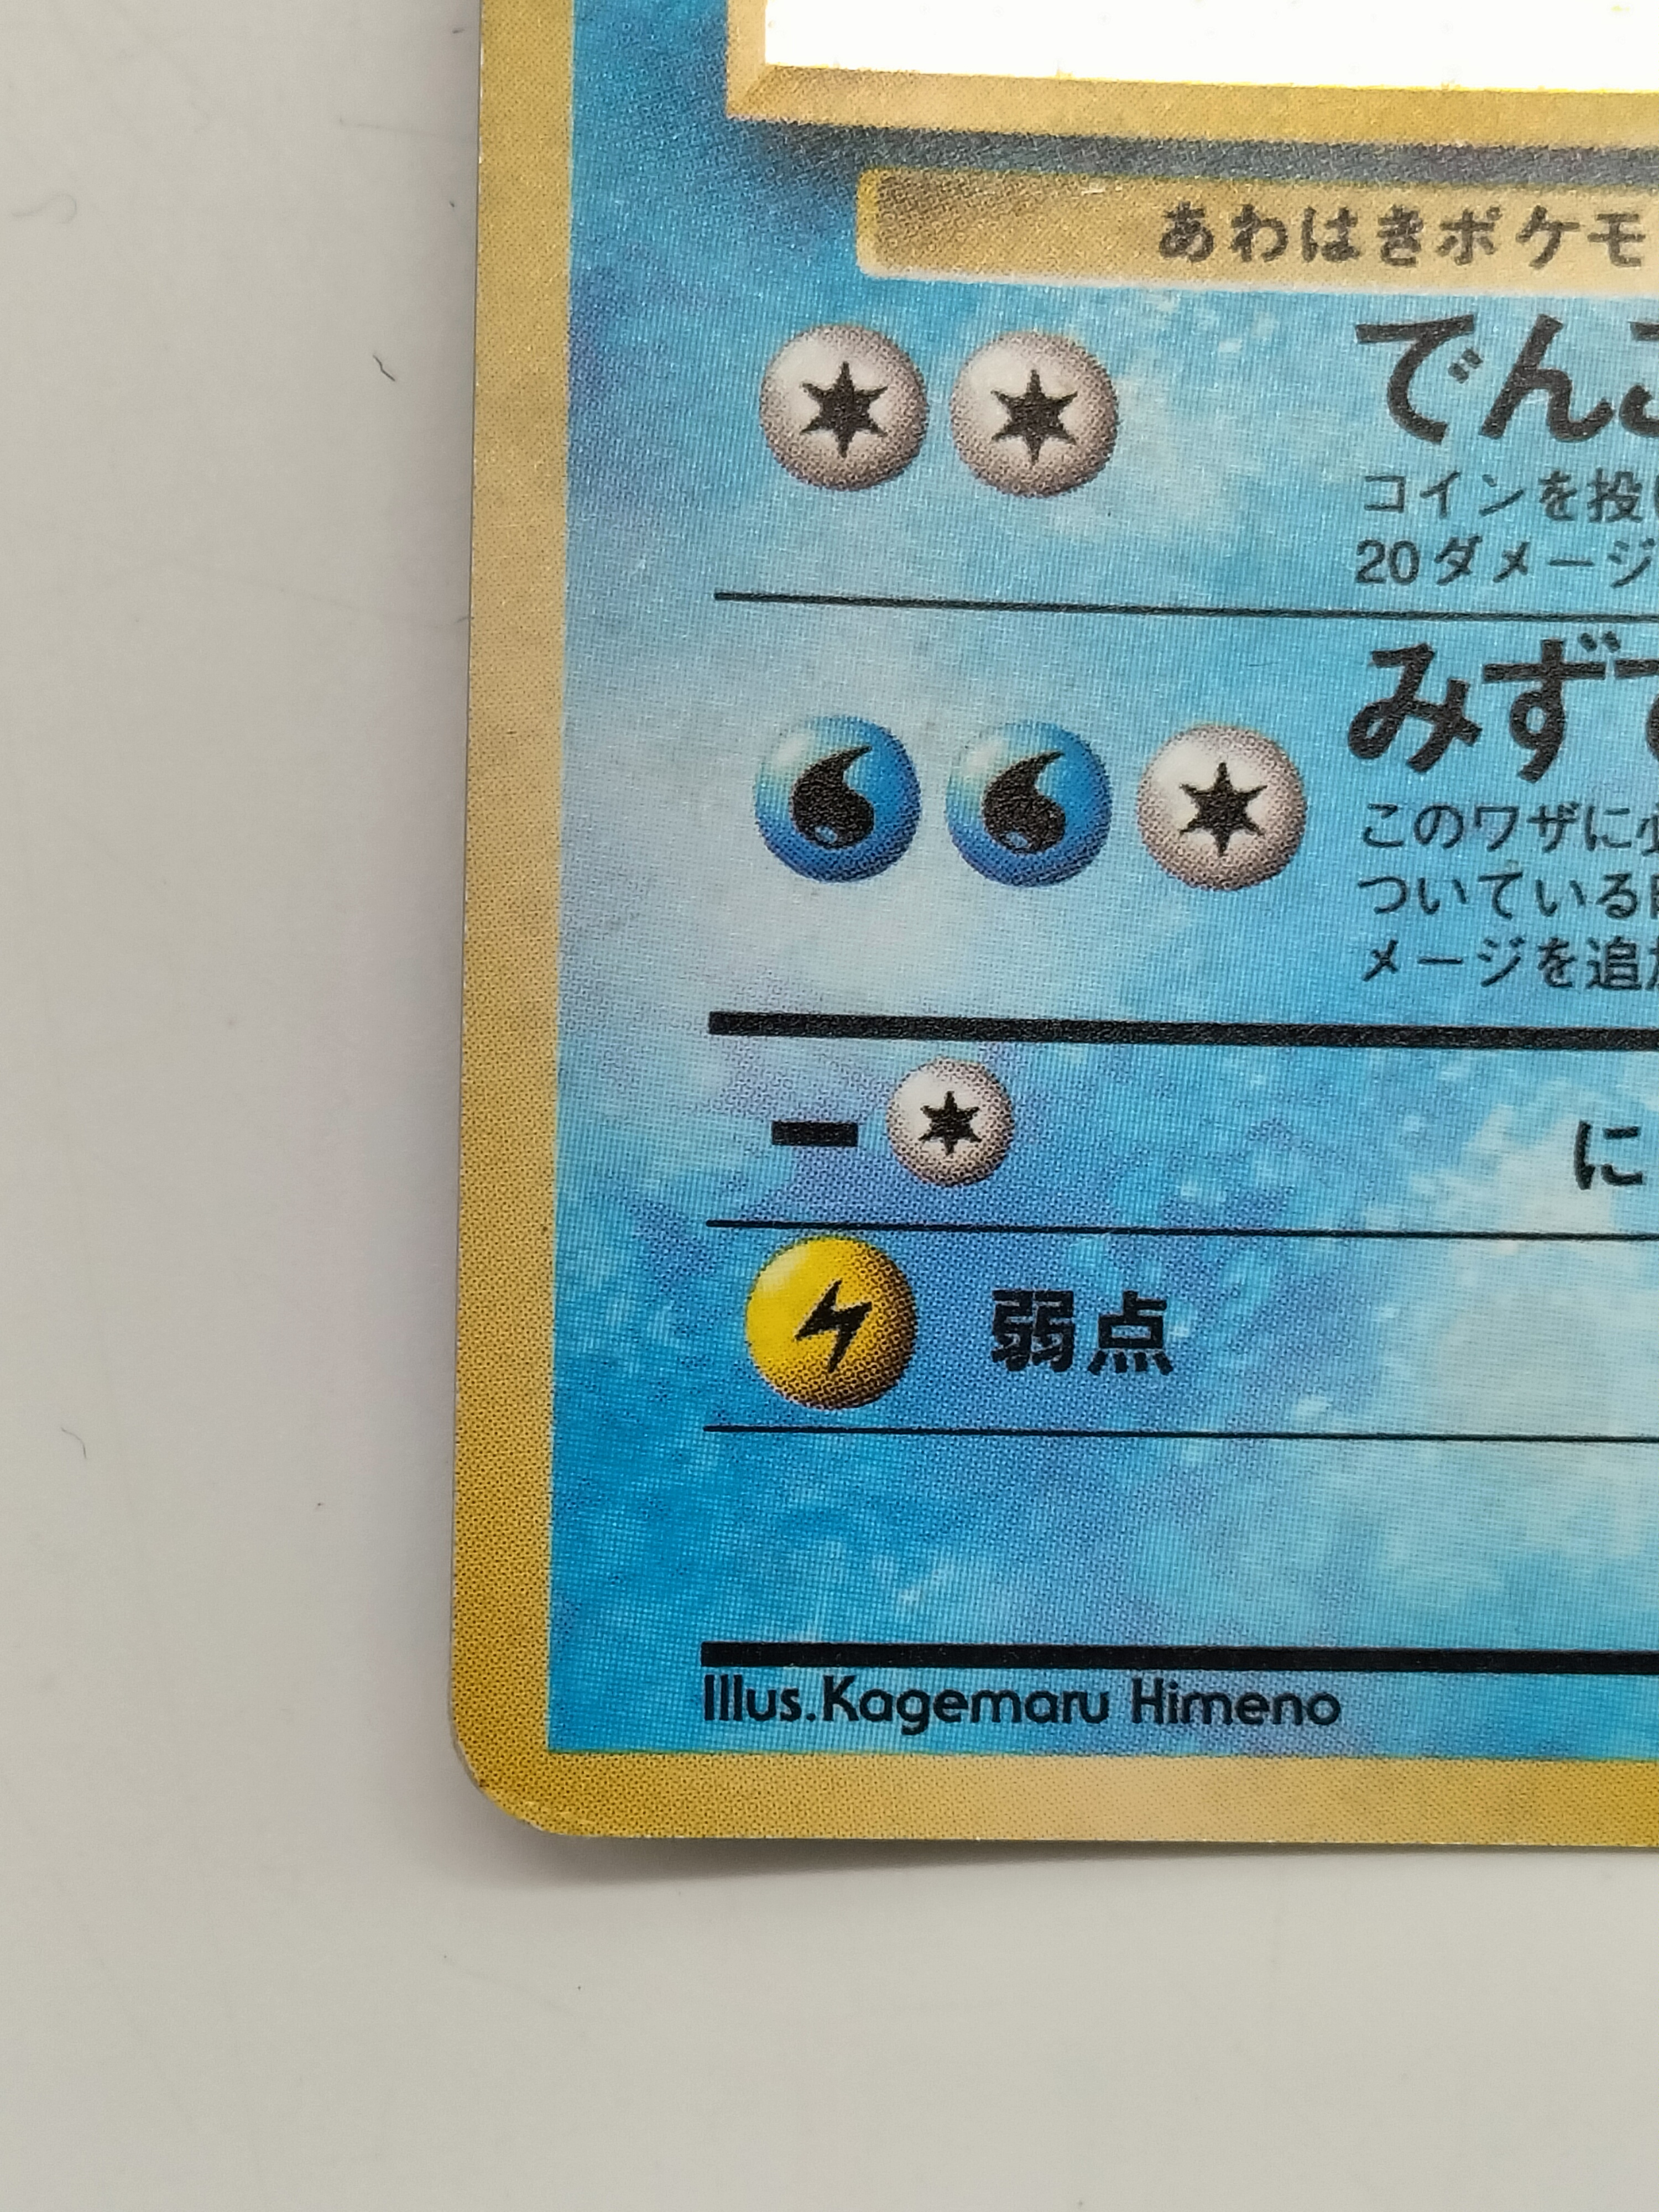 あわはきポケモ
でん
コインを投
20ダメージ
みず
このワザに
ついている
メージを追
に
弱点
Illus.Kagemaru Himeno